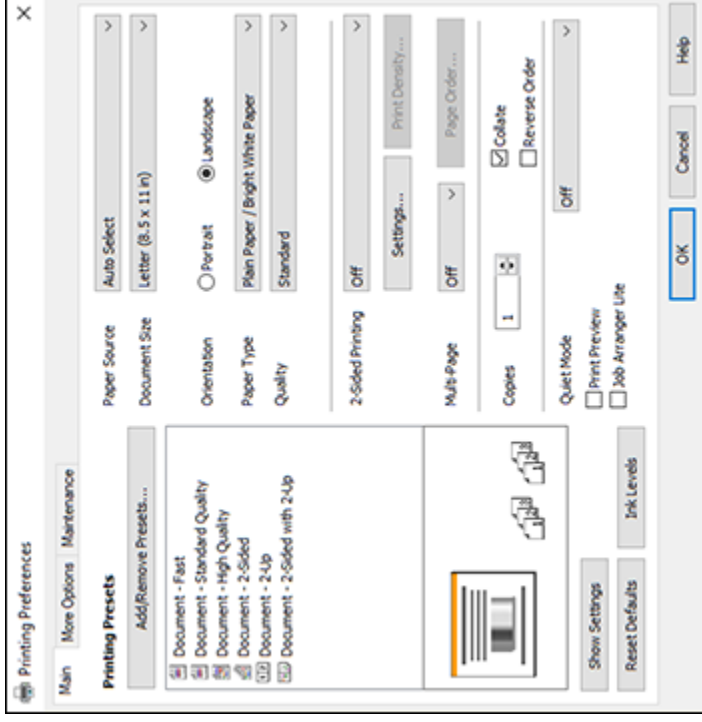 Printing Preferences
Main More Options Maintenance
Printing Presets
Add/Remove Presets...
Document - Fast
Document - Standard Quality
Document - High Quality
Document - 2-Sided
Document - 2-Up
Document - 2-Sided with 2-Up
Show Settings
Reset Defaults Ink Levels
Paper Source Auto Select
Document Size Letter (8.5 x 11 in)
Orientation Portrait Landscape
Paper Type Plain Paper / Bright White Paper
Quality Standard
2-Sided Printing Off
Settings... Print Density...
Multi-Page Off Page Order...
Copies 1 Collate
Reverse Order
Quiet Mode Off
Print Preview
Job Arranger Lite
OK Cancel Help